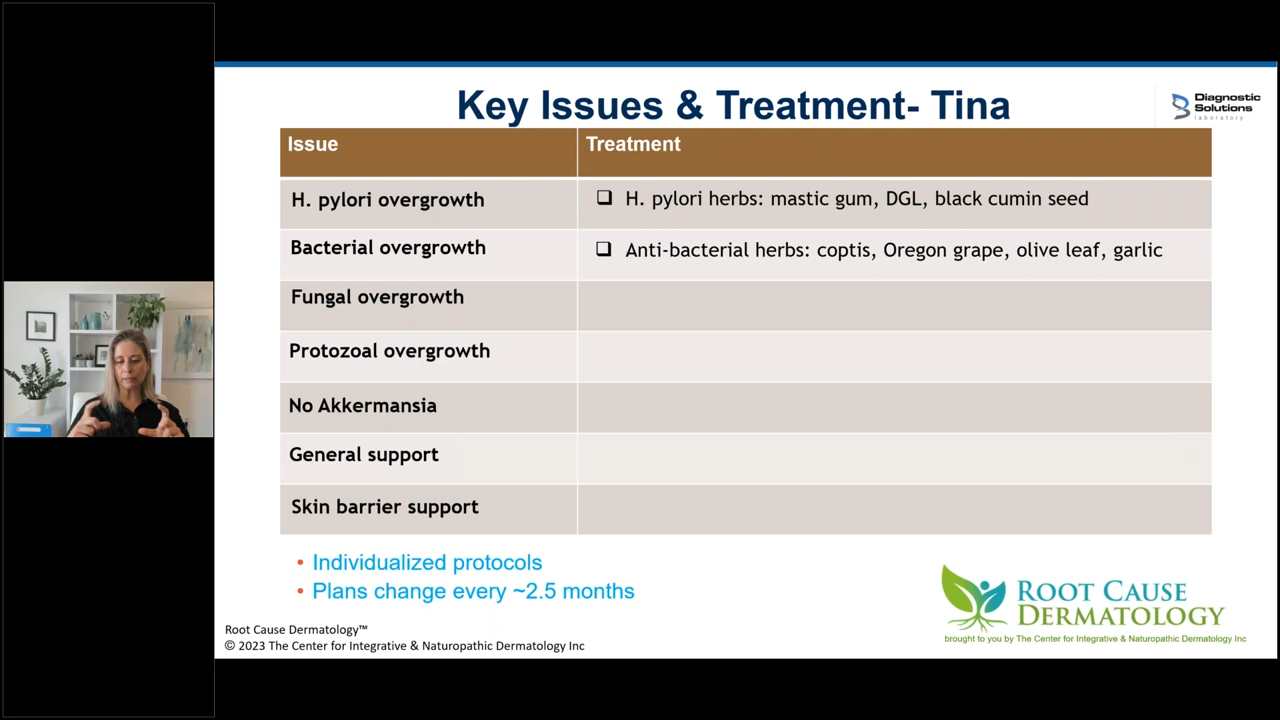 Key Issues & Treatment- Tina
Diagnostic
Solutions
laboratory
Issue
Treatment
H. pylori overgrowth
❑ H. pylori herbs: mastic gum, DGL, black cumin seed
Bacterial overgrowth
❑ Anti-bacterial herbs: coptis, Oregon grape, olive leaf, garlic
Fungal overgrowth
Protozoal overgrowth
No Akkermansia
General support
Skin barrier support
• Individualized protocols
• Plans change every ~2.5 months
ROOT CAUSE
DERMATOLOGY
brought to you by The Center for Integrative & Naturopathic Dermatology Inc
Root Cause Dermatology™
© 2023 The Center for Integrative & Naturopathic Dermatology Inc